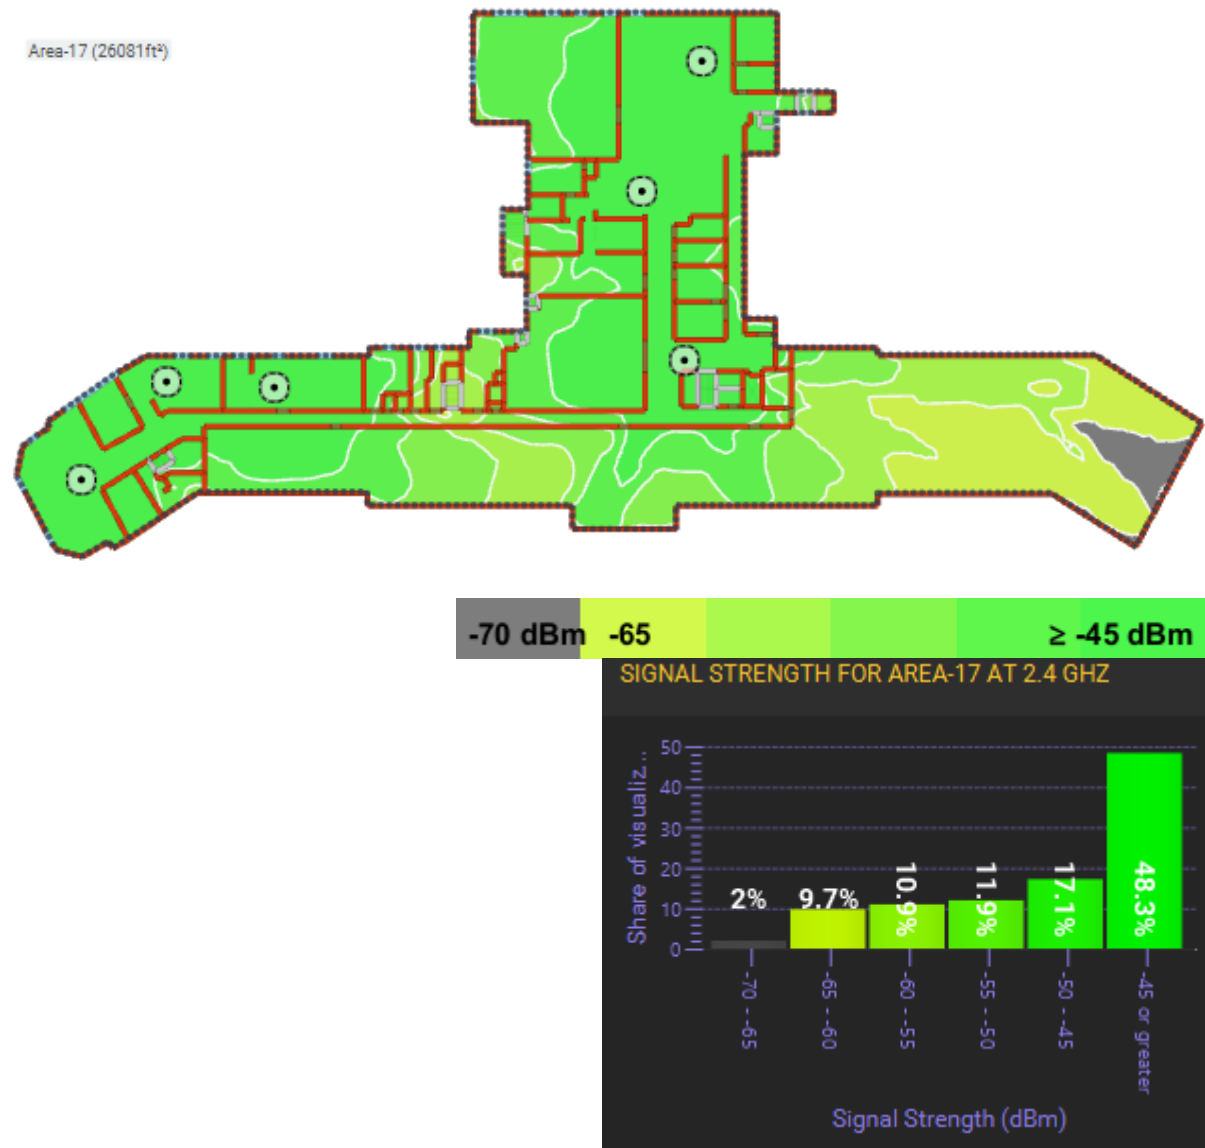 Area-17 (26081ft²)
-70 dBm -65 ≥ -45 dBm
SIGNAL STRENGTH FOR AREA-17 AT 2.4 GHZ
Share of visualiz...
50
40
30
20
10
0
2%
9.7%
10.9%
11.9%
17.1%
48.3%
-70 - -65
-65 - -60
-60 - -55
-55 - -50
-50 - -45
-45 or greater
Signal Strength (dBm)